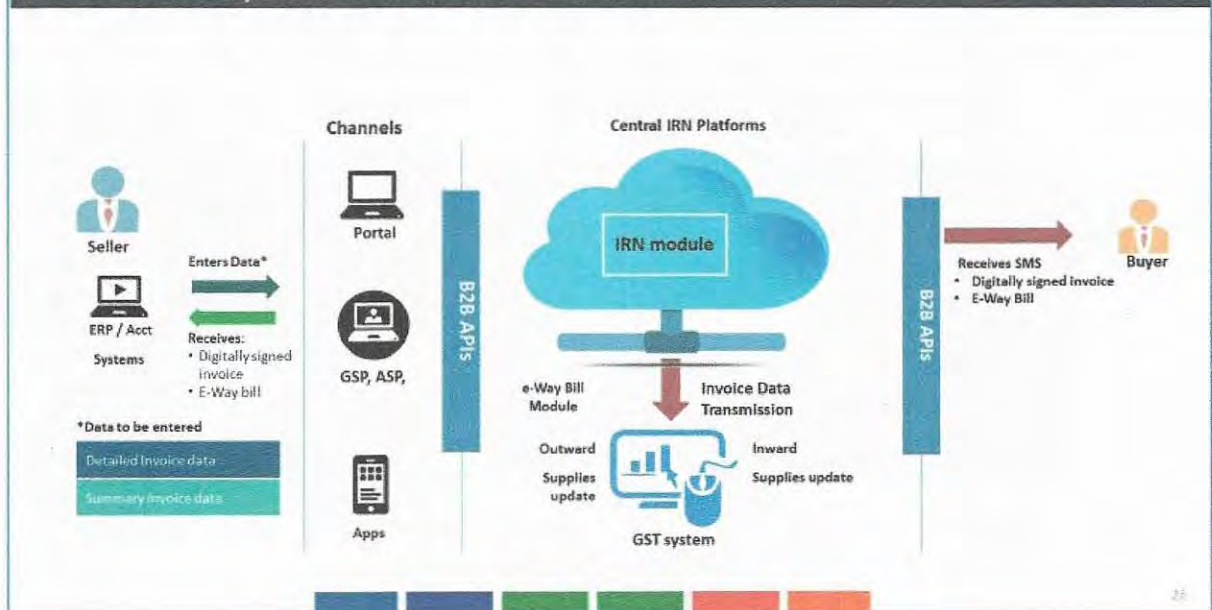 Channels
Central IRN Platforms
Seller
ERP / Acct
Systems
Enters Data*
Receives:
• Digitally signed
invoice
• E-Way bill
*Data to be entered
Detailed Invoice data
Summary Invoice data
Portal
GSP, ASP,
Apps
B2B APIs
IRN module
e-Way Bill
Module
Invoice Data
Transmission
Outward
Supplies
update
Inward
Supplies update
GST system
B2B APIs
Receives SMS
• Digitally signed invoice
• E-Way Bill
Buyer